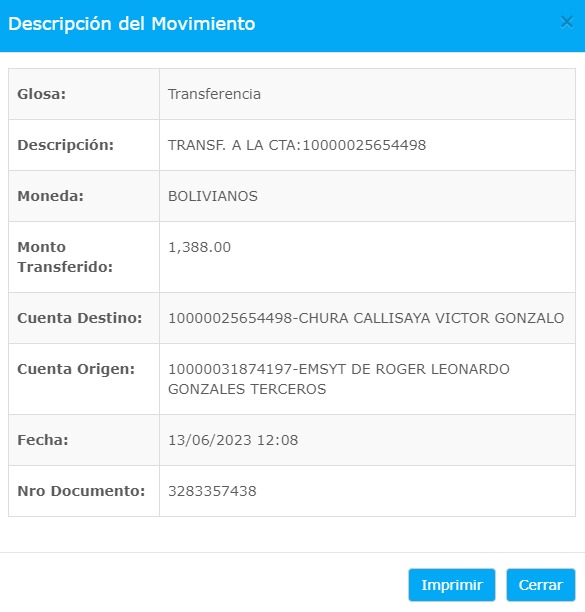 Descripción del Movimiento
×
Glosa: Transferencia
Descripción: TRANSF. A LA CTA:10000025654498
Moneda: BOLIVIANOS
Monto Transferido: 1,388.00
Cuenta Destino: 10000025654498-CHURA CALLISAYA VICTOR GONZALO
Cuenta Origen: 10000031874197-EMSYT DE ROGER LEONARDO
GONZALES TERCEROS
Fecha: 13/06/2023 12:08
Nro Documento: 3283357438
Imprimir Cerrar